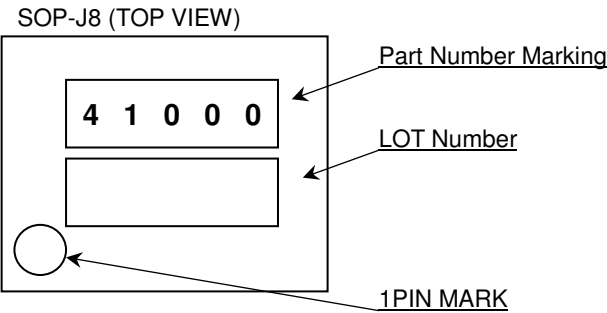 SOP-J8 (TOP VIEW)
Part Number Marking
4 1 0 0 0
LOT Number
1PIN MARK